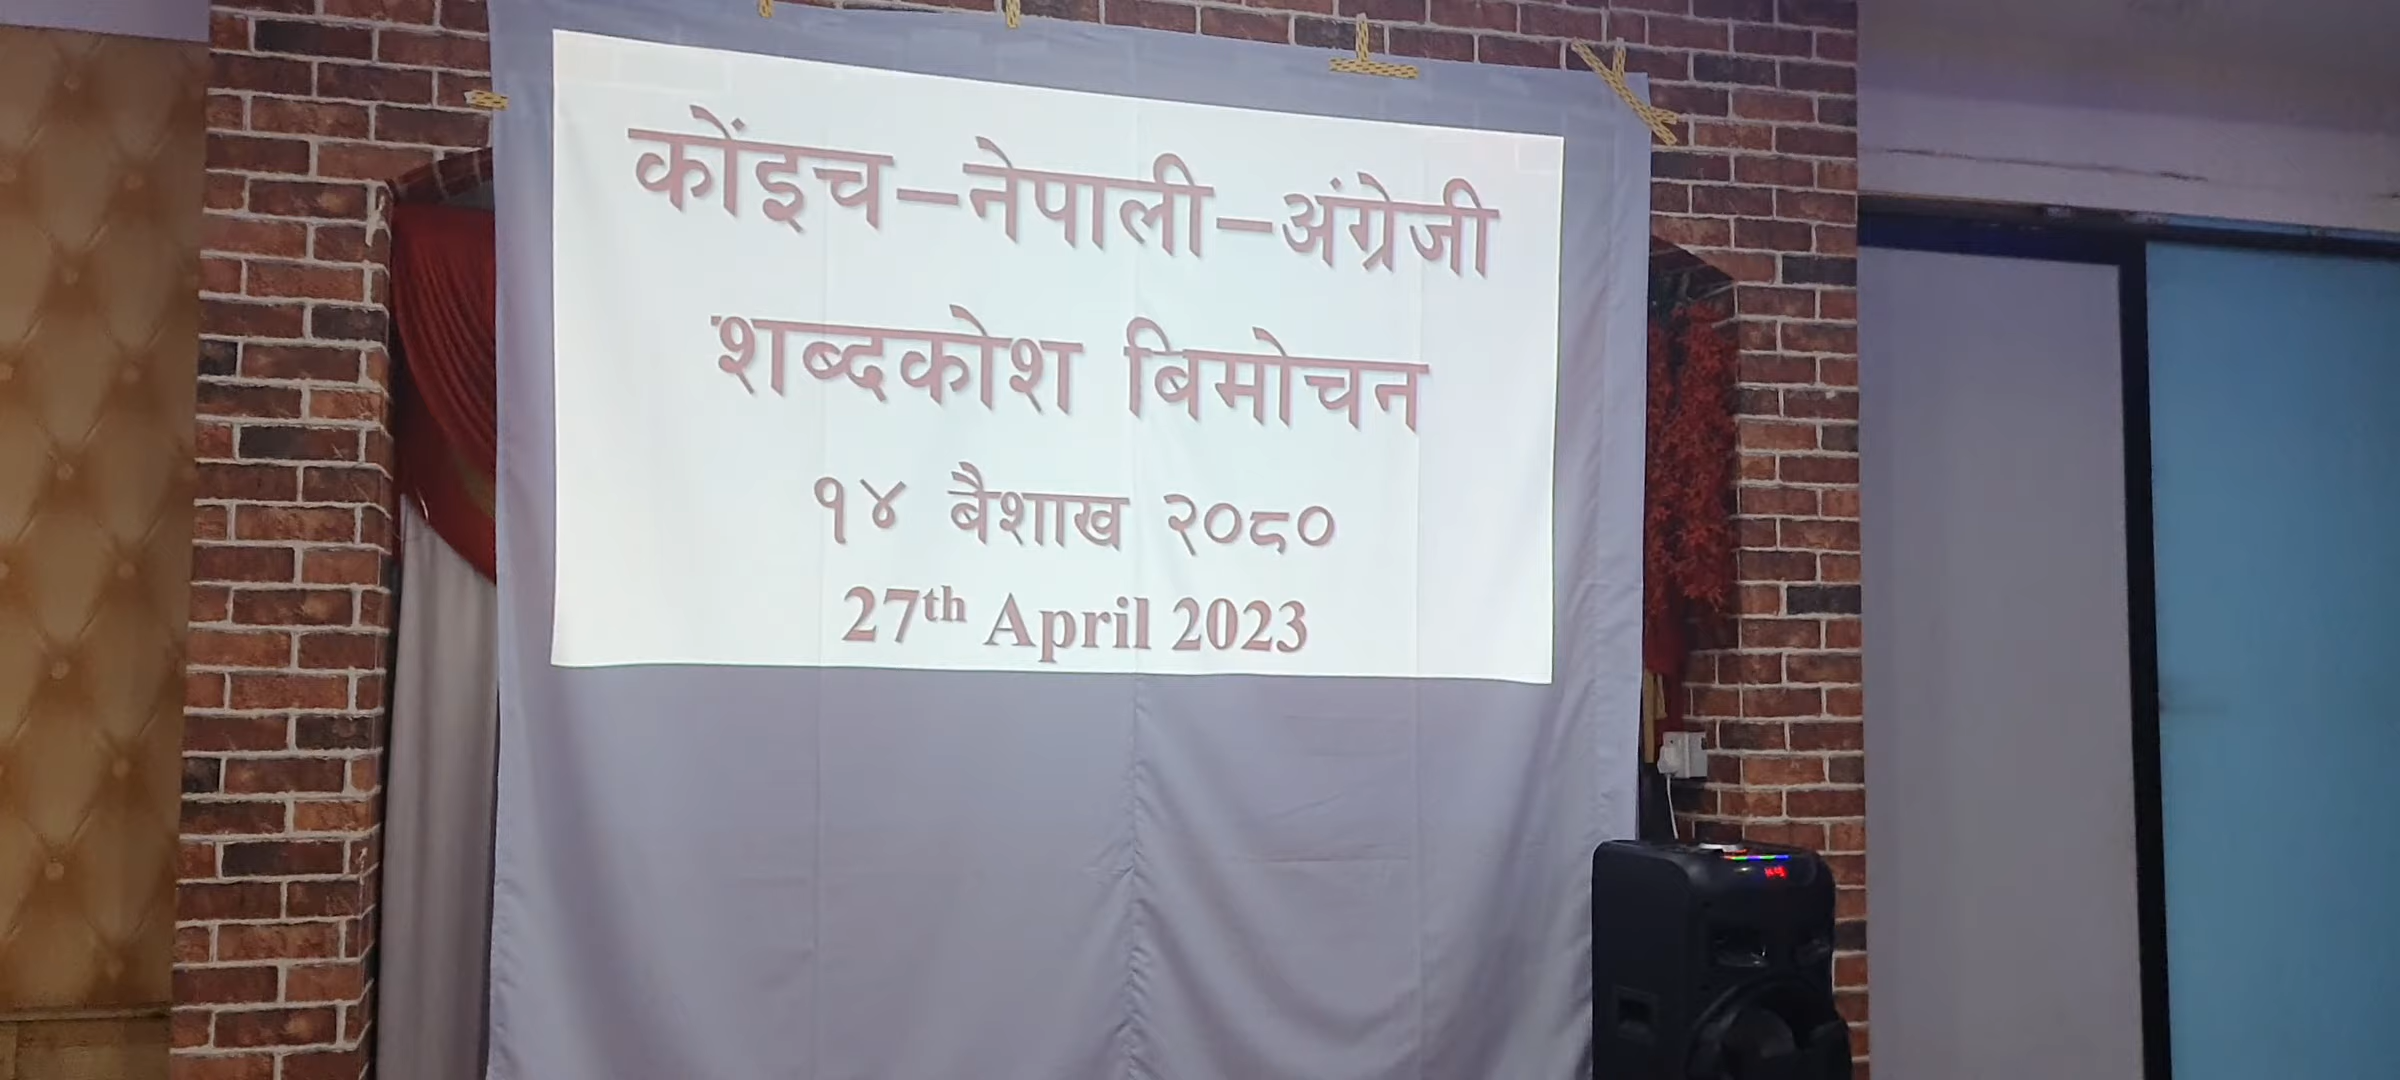 कोंइच–नेपाली–अंग्रेजी
शब्दकोश बिमोचन
१४ बैशाख २०८०
27th April 2023